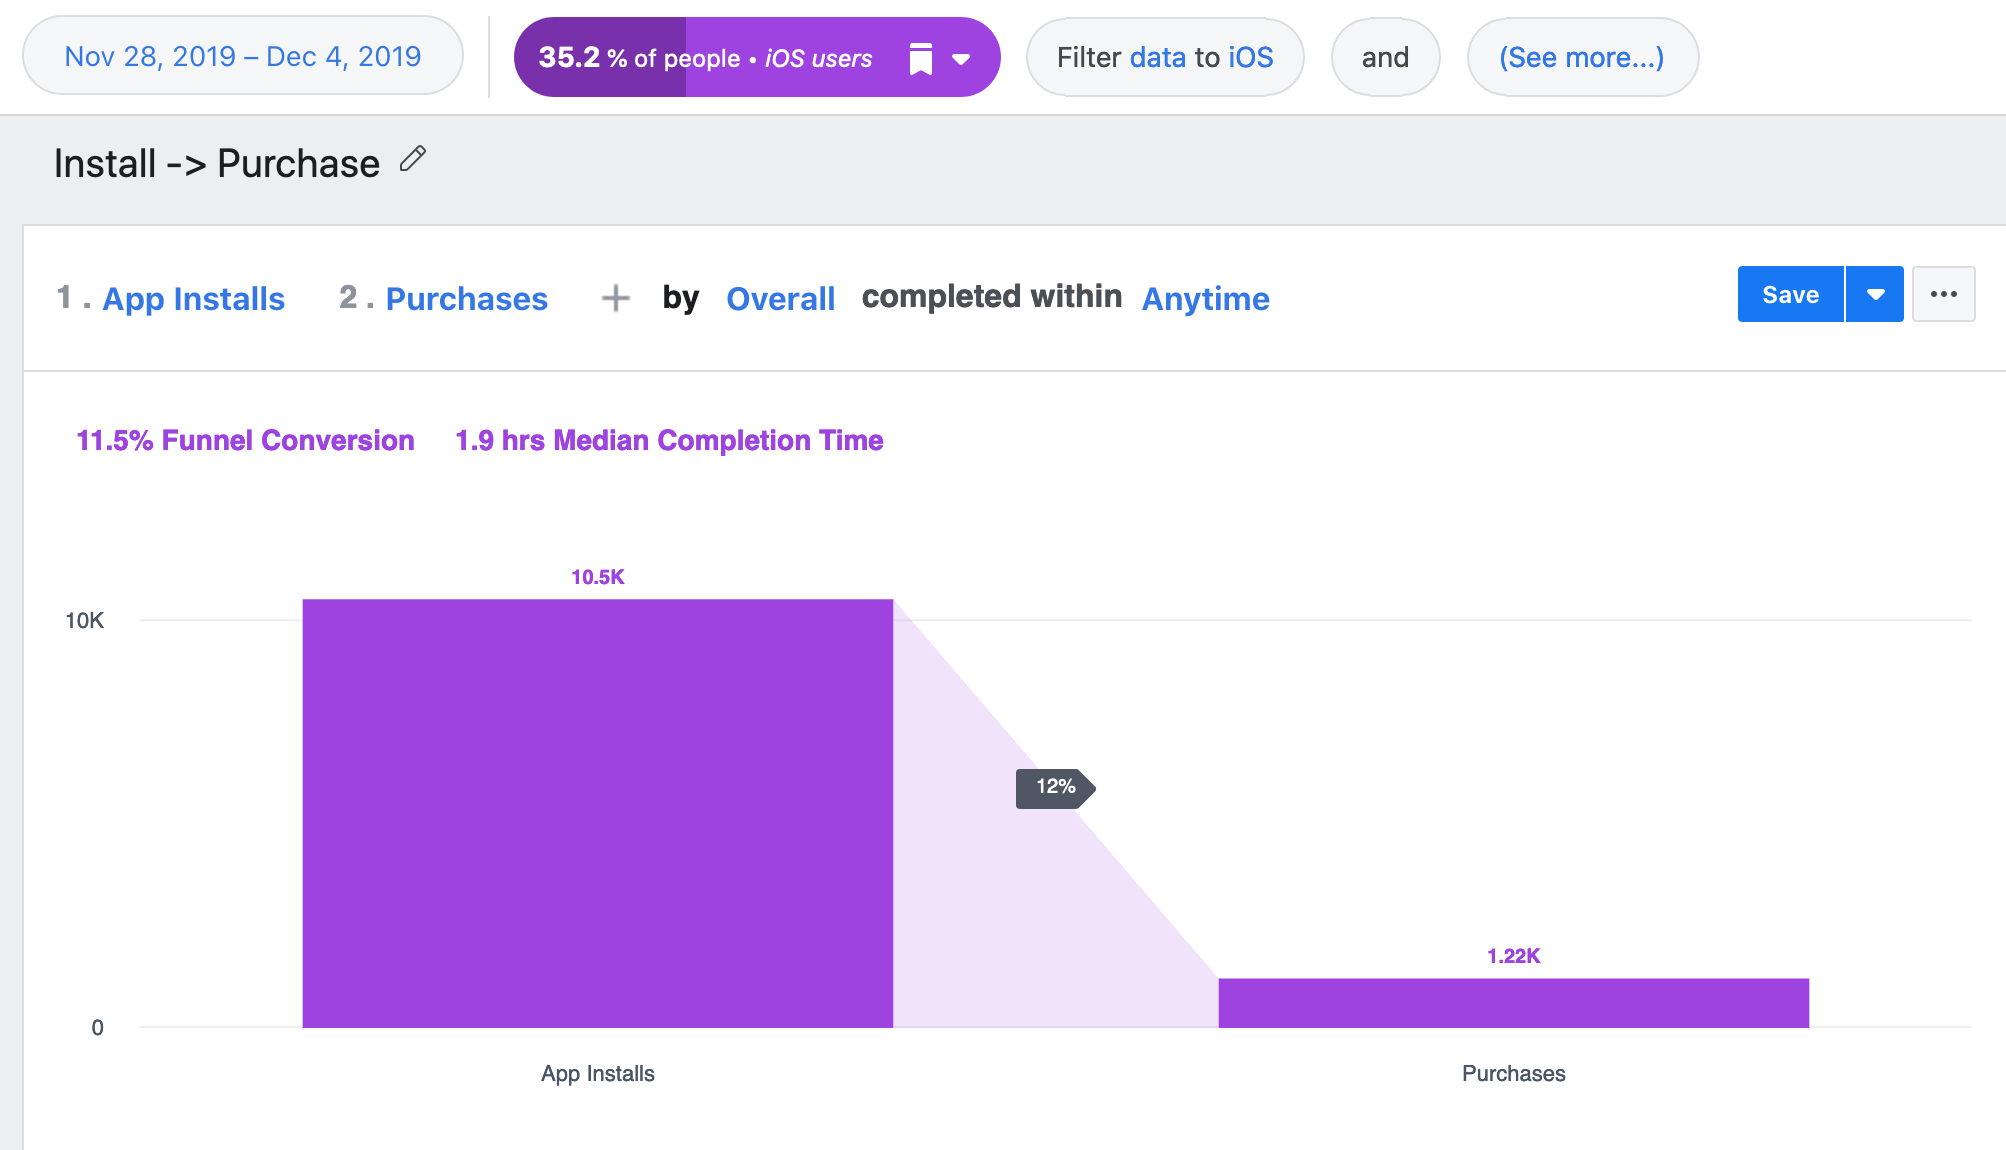 Nov 28, 2019 – Dec 4, 2019
35.2 % of people • iOS users
Filter data to iOS
and
(See more...)
Install -> Purchase
1 . App Installs 2 . Purchases + by Overall completed within Anytime
Save
•••
11.5% Funnel Conversion 1.9 hrs Median Completion Time
10.5K
10K
12%
1.22K
0
App Installs Purchases